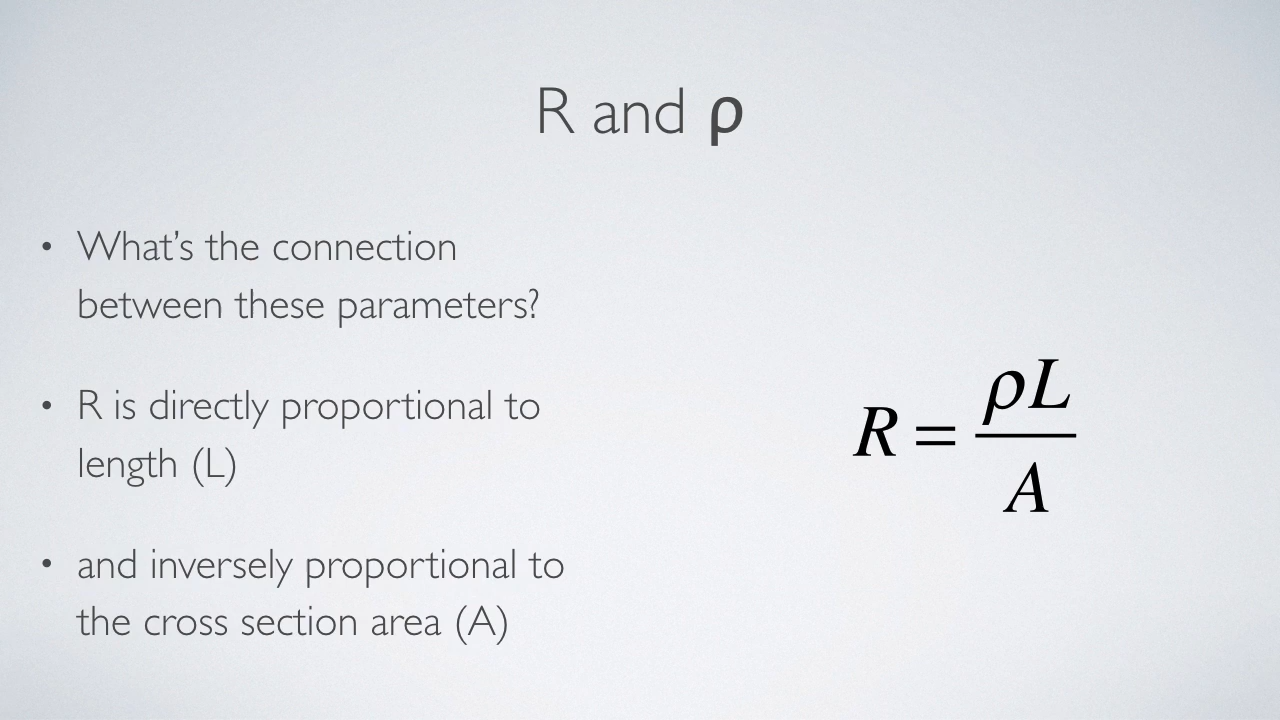 R and ρ
• What’s the connection
between these parameters?
• R is directly proportional to
length (L)
• and inversely proportional to
the cross section area (A)
R = ρL / A